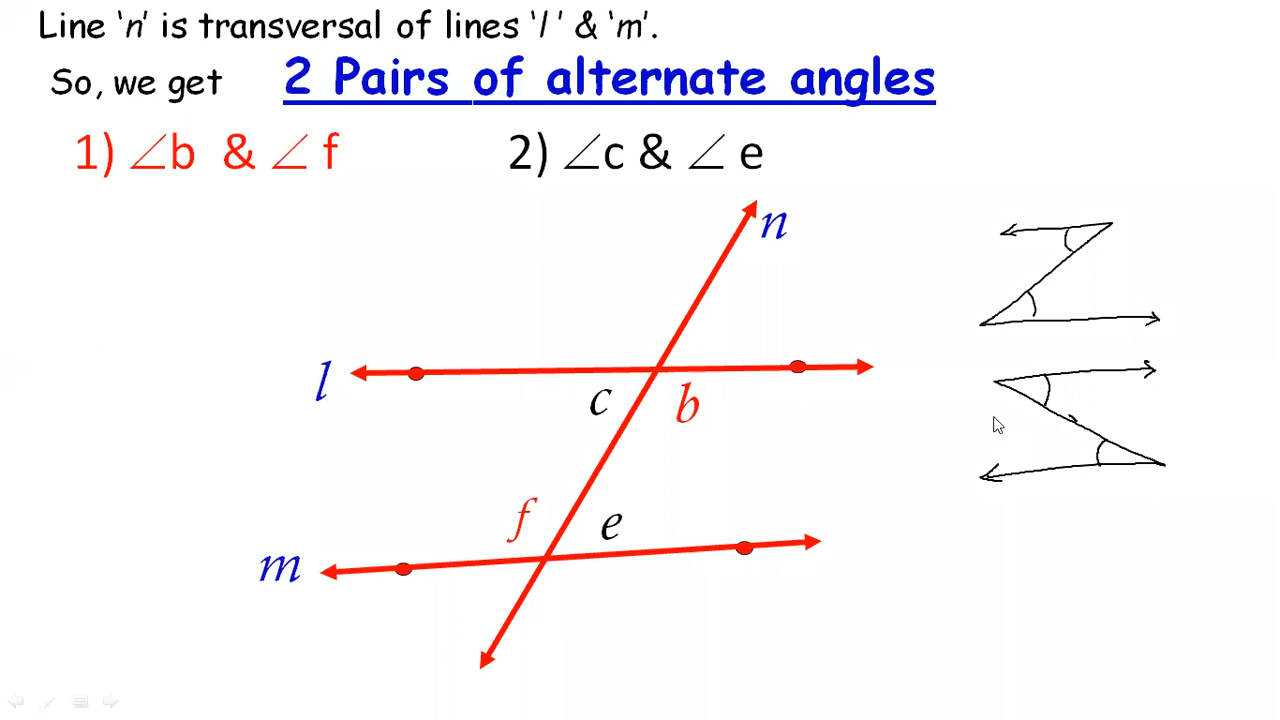 Line 'n' is transversal of lines 'l' & 'm'.
So, we get 2 Pairs of alternate angles
1) ∠b & ∠ f 2) ∠c & ∠ e
n
l
c b
f e
m